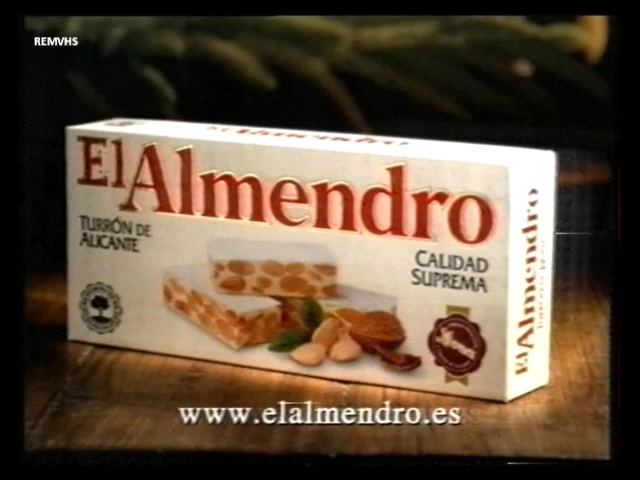 REMVHS
El Almendro
TURRÓN DE
ALICANTE
CALIDAD
SUPREMA
El Almendro
www.elalmendro.es